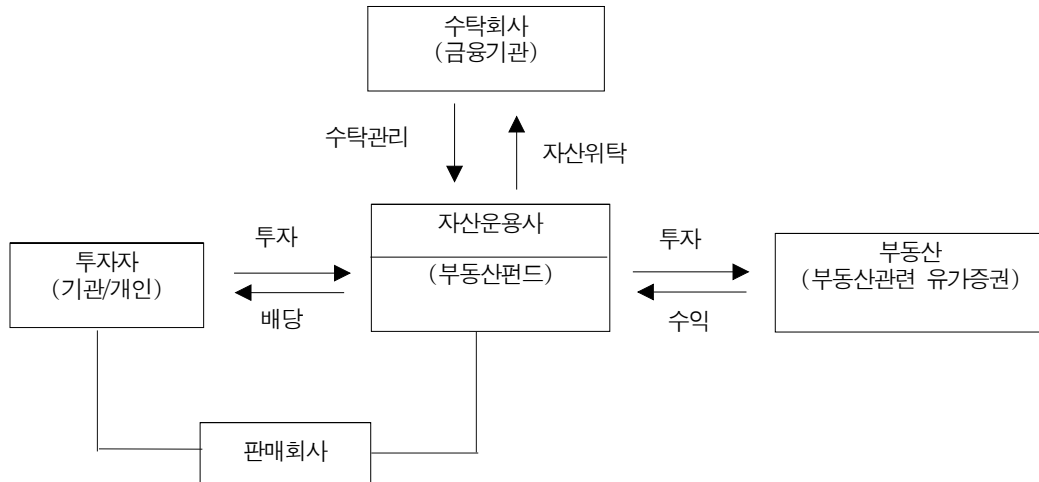 수탁회사
(금융기관)
수탁관리
자산위탁
투자자
(기관/개인)
투자
배당
자산운용사
(부동산펀드)
투자
수익
부동산
(부동산관련 유가증권)
판매회사